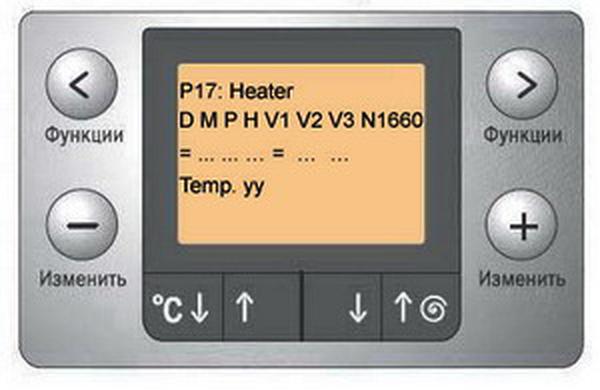 P17: Heater
D M P H V1 V2 V3 N1660
= ... ... ... = ... ...
Temp. yy
< Функции
> Функции
− Изменить
+ Изменить
°C ↓ ↑ ↓ ↑